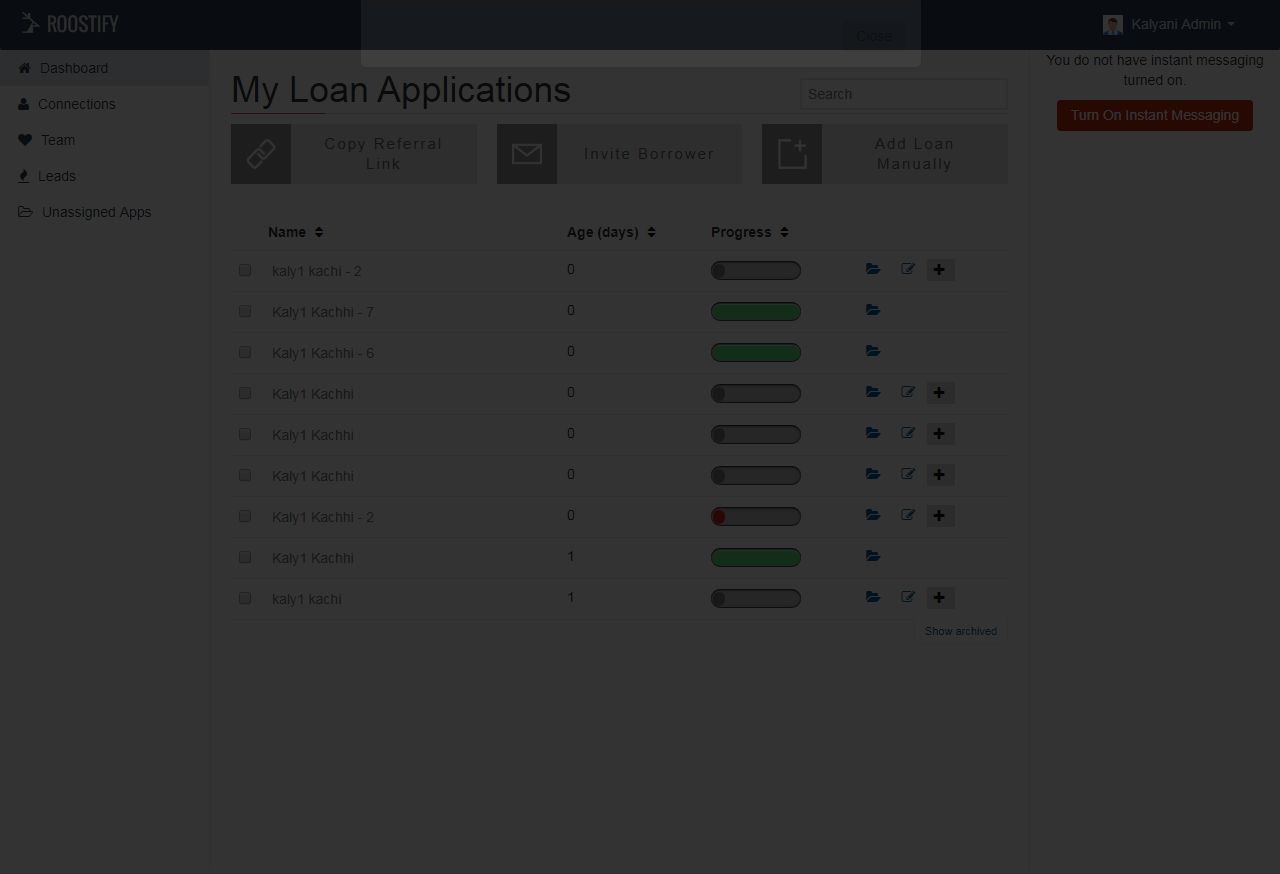 ROOSTIFY
Close
Kalyani Admin
Dashboard
Connections
Team
Leads
Unassigned Apps
My Loan Applications
Search
Copy Referral
Link
Invite Borrower
Add Loan
Manually
Name Age (days) Progress
kaly1 kachi - 2 0
Kaly1 Kachhi - 7 0
Kaly1 Kachhi - 6 0
Kaly1 Kachhi 0
Kaly1 Kachhi 0
Kaly1 Kachhi 0
Kaly1 Kachhi - 2 0
Kaly1 Kachhi 1
kaly1 kachi 1
Show archived
You do not have instant messaging
turned on.
Turn On Instant Messaging